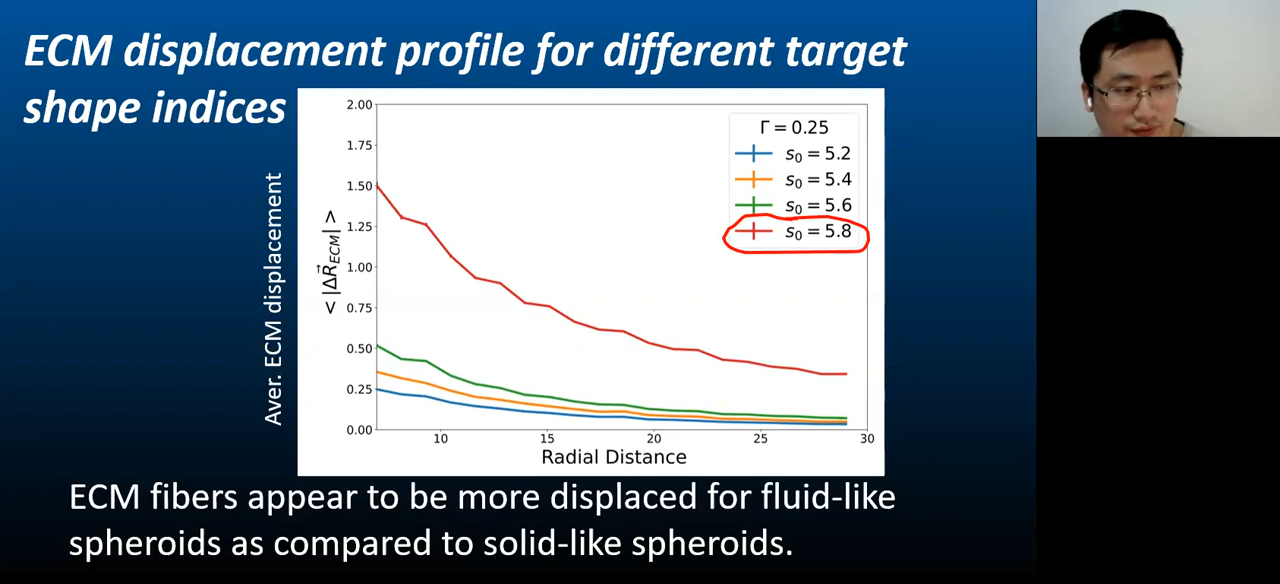 ECM displacement profile for different target
shape indices
Aver. ECM displacement
< |ΔR⃗_ECM| >
2.00
1.75
1.50
1.25
1.00
0.75
0.50
0.25
0.00
Γ = 0.25
s₀ = 5.2
s₀ = 5.4
s₀ = 5.6
s₀ = 5.8
10
15
20
25
30
Radial Distance
ECM fibers appear to be more displaced for fluid-like
spheroids as compared to solid-like spheroids.